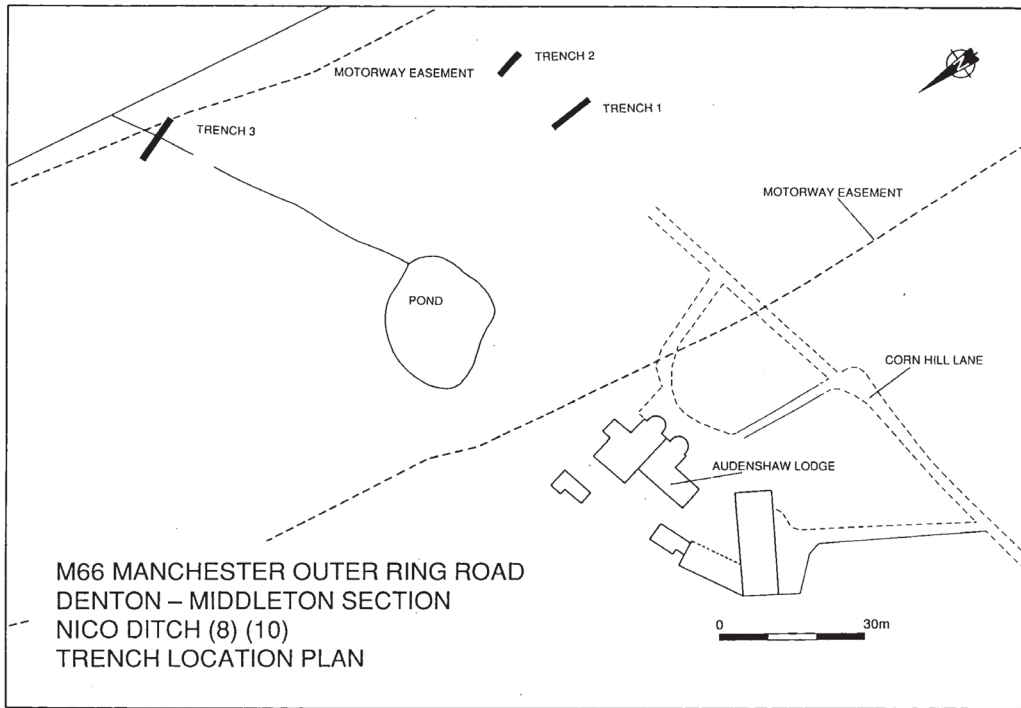 TRENCH 2
MOTORWAY EASEMENT
TRENCH 1
TRENCH 3
MOTORWAY EASEMENT
POND
CORN HILL LANE
AUDENSHAW LODGE
M66 MANCHESTER OUTER RING ROAD
DENTON – MIDDLETON SECTION
NICO DITCH (8) (10)
TRENCH LOCATION PLAN
0 30m